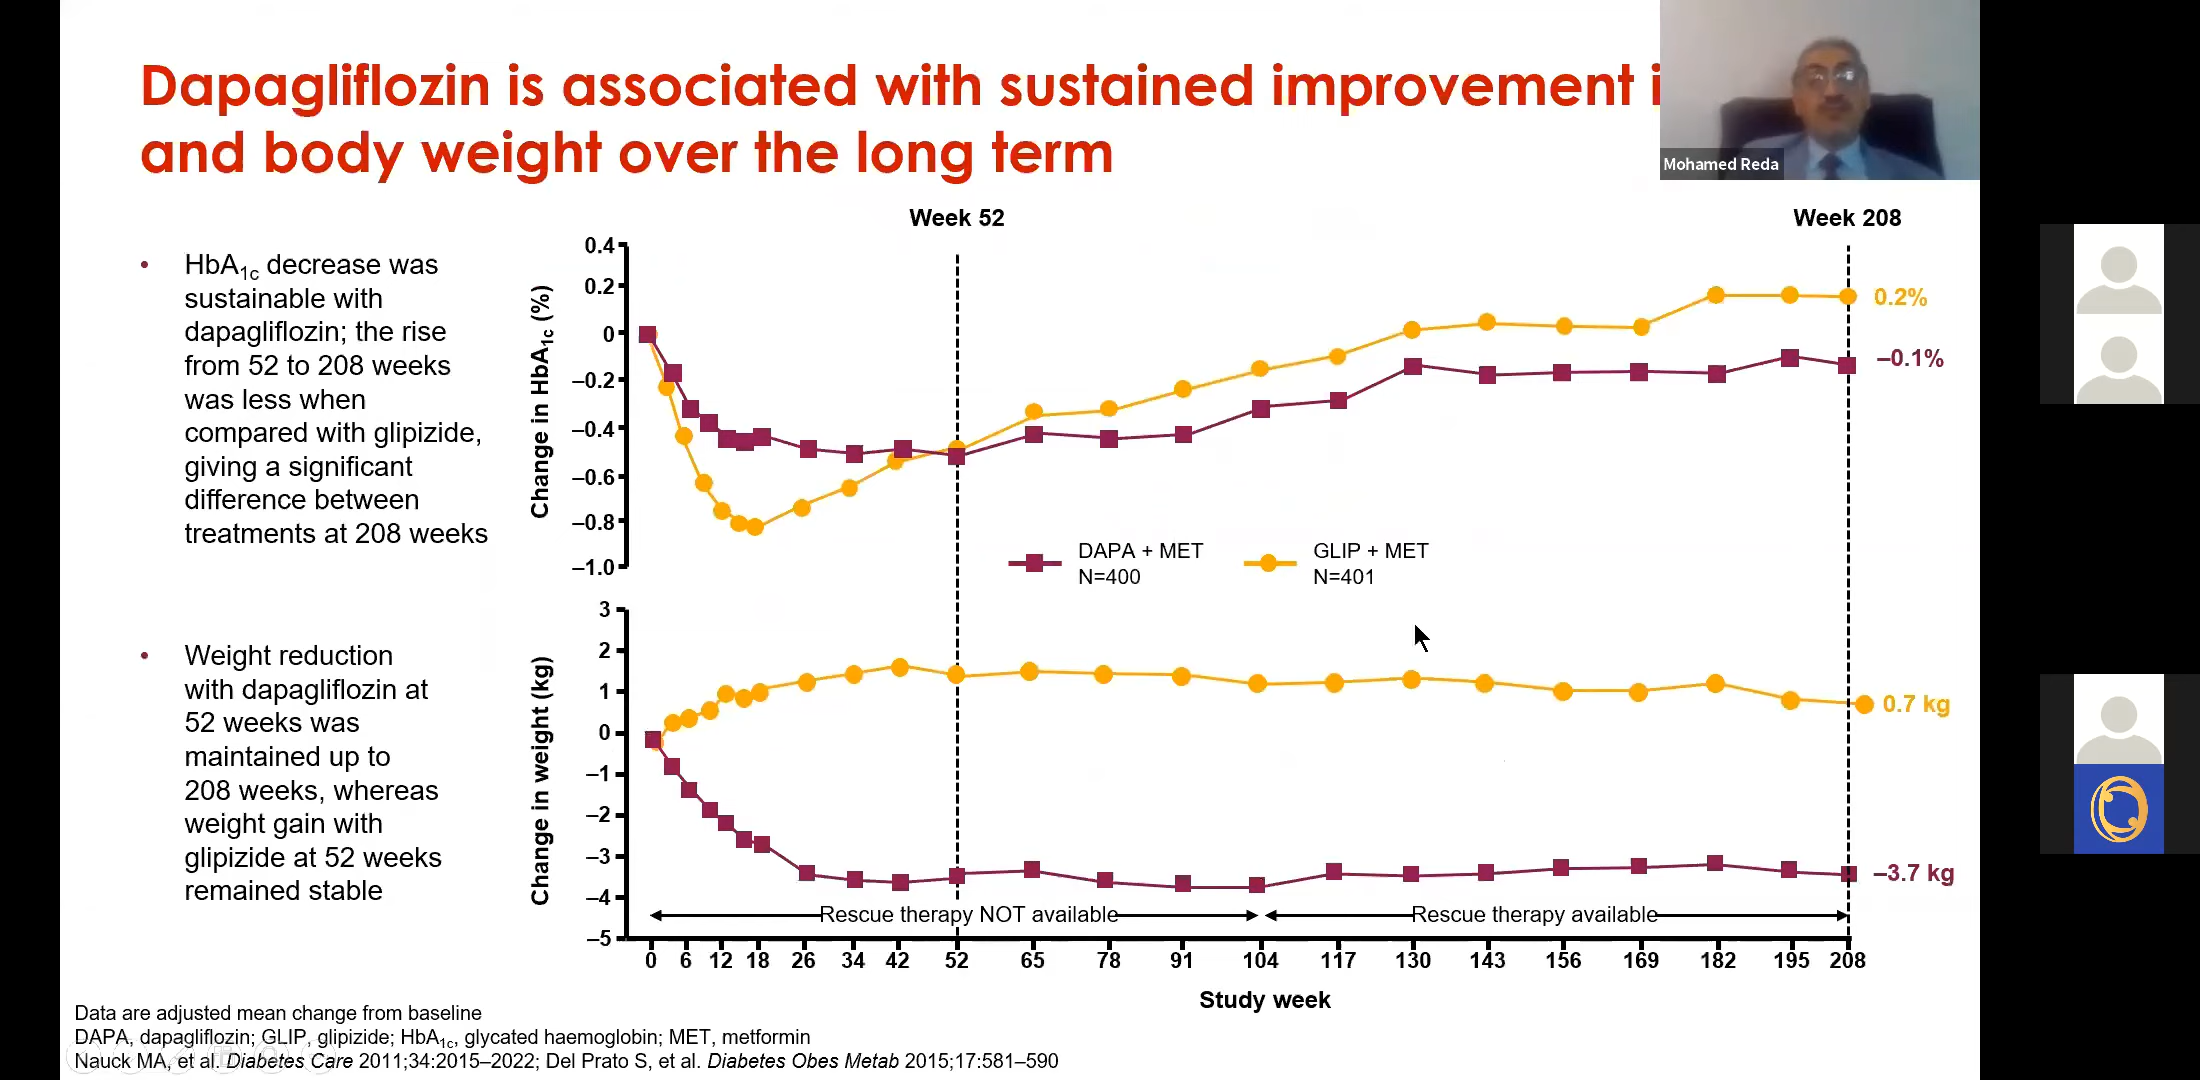 Dapagliflozin is associated with sustained improvement i
and body weight over the long term
Mohamed Reda
• HbA1c decrease was
sustainable with
dapagliflozin; the rise
from 52 to 208 weeks
was less when
compared with glipizide,
giving a significant
difference between
treatments at 208 weeks
• Weight reduction
with dapagliflozin at
52 weeks was
maintained up to
208 weeks, whereas
weight gain with
glipizide at 52 weeks
remained stable
Week 52
Week 208
Change in HbA1c (%)
0.4
0.2
0
–0.2
–0.4
–0.6
–0.8
–1.0
0.2%
–0.1%
DAPA + MET
N=400
GLIP + MET
N=401
Change in weight (kg)
3
2
1
0
–1
–2
–3
–4
–5
0.7 kg
–3.7 kg
Rescue therapy NOT available
Rescue therapy available
0 6 12 18 26 34 42 52 65 78 91 104 117 130 143 156 169 182 195 208
Study week
Data are adjusted mean change from baseline
DAPA, dapagliflozin; GLIP, glipizide; HbA1c, glycated haemoglobin; MET, metformin
Nauck MA, et al. Diabetes Care 2011;34:2015–2022; Del Prato S, et al. Diabetes Obes Metab 2015;17:581–590